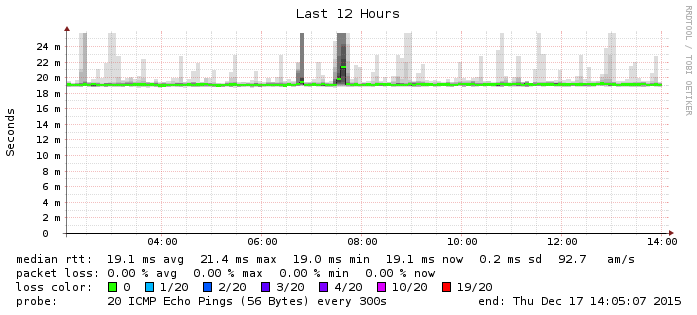 Last 12 Hours
RRDTOOL / TOBI OETIKER
Seconds
24 m
22 m
20 m
18 m
16 m
14 m
12 m
10 m
8 m
6 m
4 m
2 m
0
04:00 06:00 08:00 10:00 12:00 14:00
median rtt: 19.1 ms avg 21.4 ms max 19.0 ms min 19.1 ms now 0.2 ms sd 92.7 am/s
packet loss: 0.00 % avg 0.00 % max 0.00 % min 0.00 % now
loss color: 0 1/20 2/20 3/20 4/20 10/20 19/20
probe: 20 ICMP Echo Pings (56 Bytes) every 300s end: Thu Dec 17 14:05:07 2015